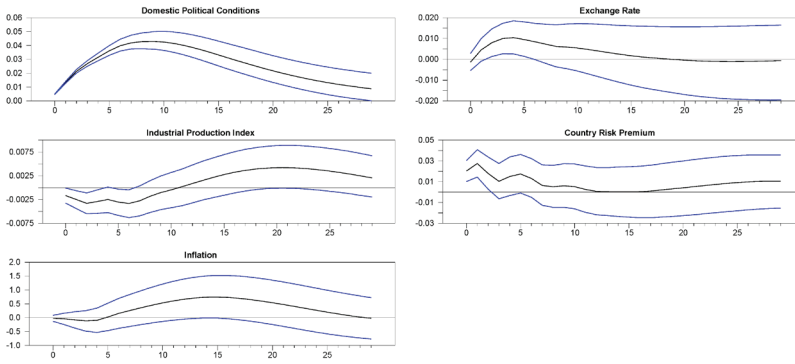 Domestic Political Conditions
0.06
0.05
0.04
0.03
0.02
0.01
0.00
0 5 10 15 20 25
Exchange Rate
0.020
0.010
0.000
-0.010
-0.020
0 5 10 15 20 25
Industrial Production Index
0.0075
0.0025
-0.0025
-0.0075
0 5 10 15 20 25
Country Risk Premium
0.05
0.03
0.01
-0.01
-0.03
0 5 10 15 20 25
Inflation
2.0
1.5
1.0
0.5
0.0
-0.5
-1.0
0 5 10 15 20 25